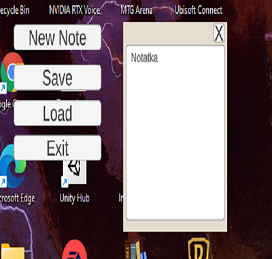 ecycle Bin NVIDIA RTX Voice MTG Arena Ubisoft Connect
New Note
X
Save
Notatka
Load
Exit
rosoft Edge Unity Hub